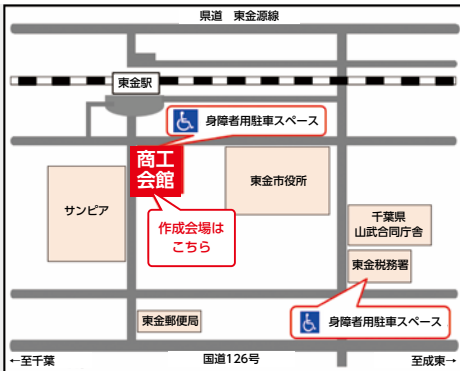 県道　東金源線
東金駅
身障者用駐車スペース
商工
会館
作成会場は
こちら
サンピア
東金市役所
千葉県
山武合同庁舎
東金税務署
身障者用駐車スペース
東金郵便局
←至千葉
国道126号
至成東→